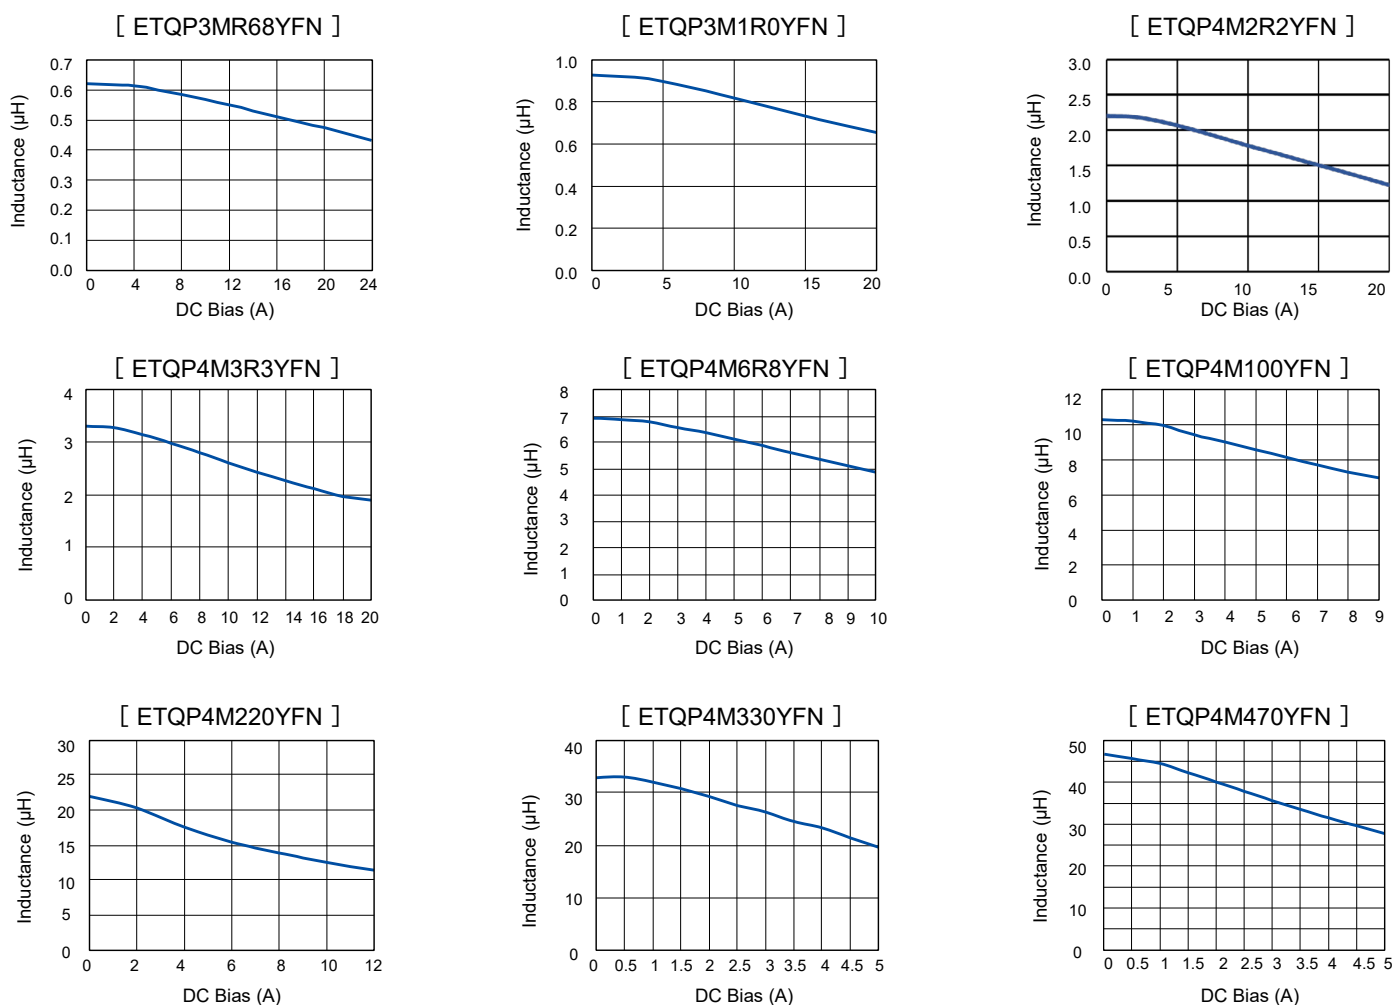 [ ETQP3MR68YFN ]
Inductance (µH)
0.7
0.6
0.5
0.4
0.3
0.2
0.1
0.0
0 4 8 12 16 20 24
DC Bias (A)
[ ETQP3M1R0YFN ]
Inductance (µH)
1.0
0.8
0.6
0.4
0.2
0.0
0 5 10 15 20
DC Bias (A)
[ ETQP4M2R2YFN ]
Inductance (µH)
3.0
2.5
2.0
1.5
1.0
0.5
0.0
0 5 10 15 20
DC Bias (A)
[ ETQP4M3R3YFN ]
Inductance (µH)
4
3
2
1
0
0 2 4 6 8 10 12 14 16 18 20
DC Bias (A)
[ ETQP4M6R8YFN ]
Inductance (µH)
8
7
6
5
4
3
2
1
0
0 1 2 3 4 5 6 7 8 9 10
DC Bias (A)
[ ETQP4M100YFN ]
Inductance (µH)
12
10
8
6
4
2
0
0 1 2 3 4 5 6 7 8 9
DC Bias (A)
[ ETQP4M220YFN ]
Inductance (µH)
30
25
20
15
10
5
0
0 2 4 6 8 10 12
DC Bias (A)
[ ETQP4M330YFN ]
Inductance (µH)
40
30
20
10
0
0 0.5 1 1.5 2 2.5 3 3.5 4 4.5 5
DC Bias (A)
[ ETQP4M470YFN ]
Inductance (µH)
50
40
30
20
10
0
0 0.5 1 1.5 2 2.5 3 3.5 4 4.5 5
DC Bias (A)